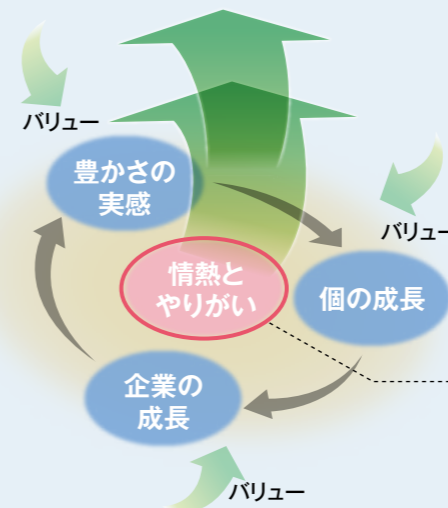 バリュー
豊かさの
実感
バリュー
情熱と
やりがい
個の成長
企業の
成長
バリュー